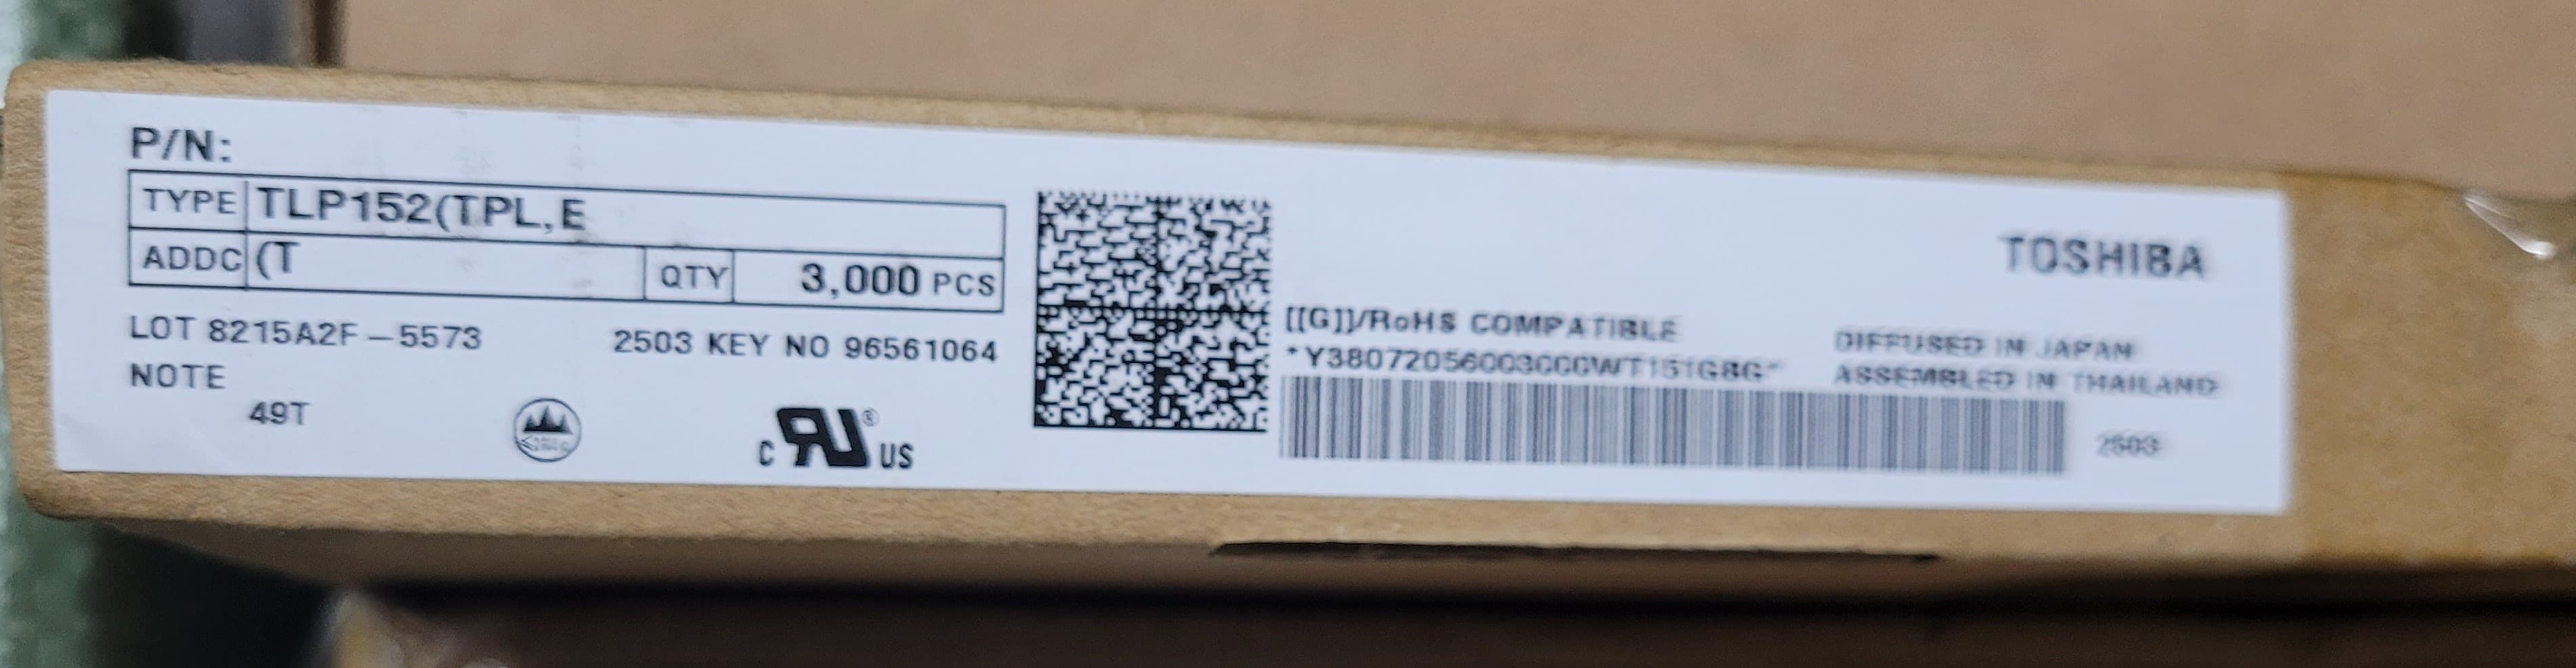 P/N:
TYPE TLP152(TPL,E
ADDC (T QTY 3,000 PCS
LOT 8215A2F-5573 2503 KEY NO 96561064
NOTE
49T
C RU ® US
TOSHIBA
[[G]]/RoHS COMPATIBLE
DIFFUSED IN JAPAN
ASSEMBLED IN THAILAND
2503